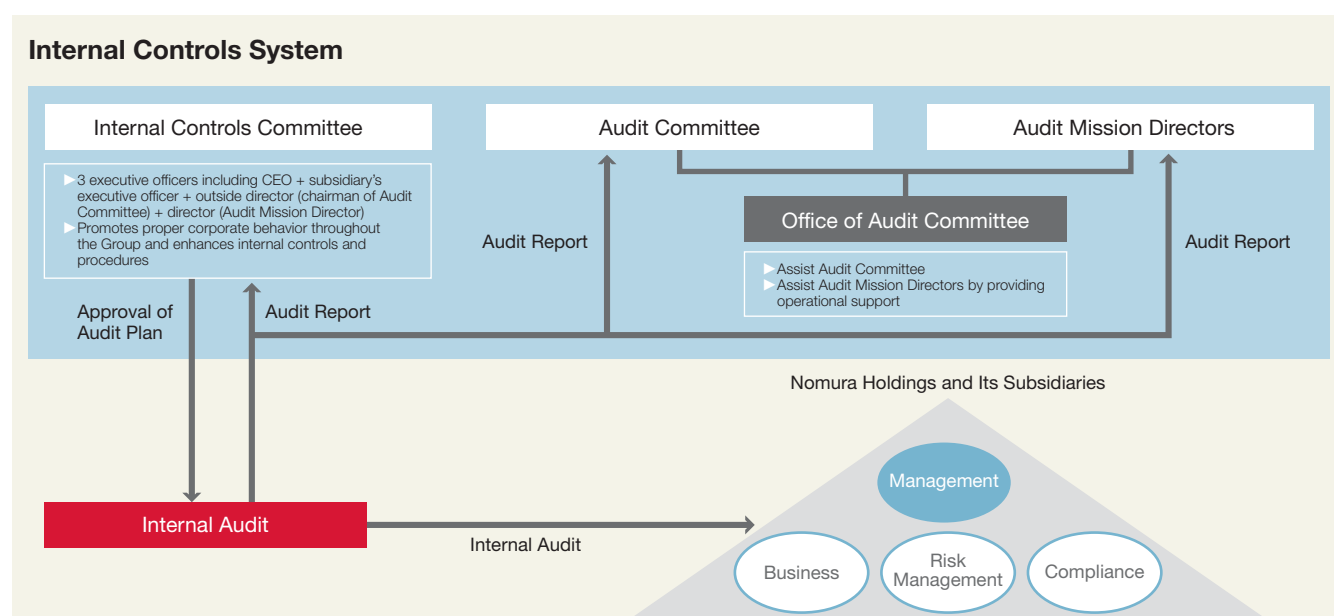 Internal Controls System
Internal Controls Committee
Audit Committee
Audit Mission Directors
3 executive officers including CEO + subsidiary's
executive officer + outside director (chairman of Audit
Committee) + director (Audit Mission Director)
Promotes proper corporate behavior throughout
the Group and enhances internal controls and
procedures
Office of Audit Committee
Audit Report
Audit Report
Assist Audit Committee
Assist Audit Mission Directors by providing
operational support
Approval of
Audit Plan
Audit Report
Nomura Holdings and Its Subsidiaries
Management
Internal Audit
Internal Audit
Business
Risk
Management
Compliance